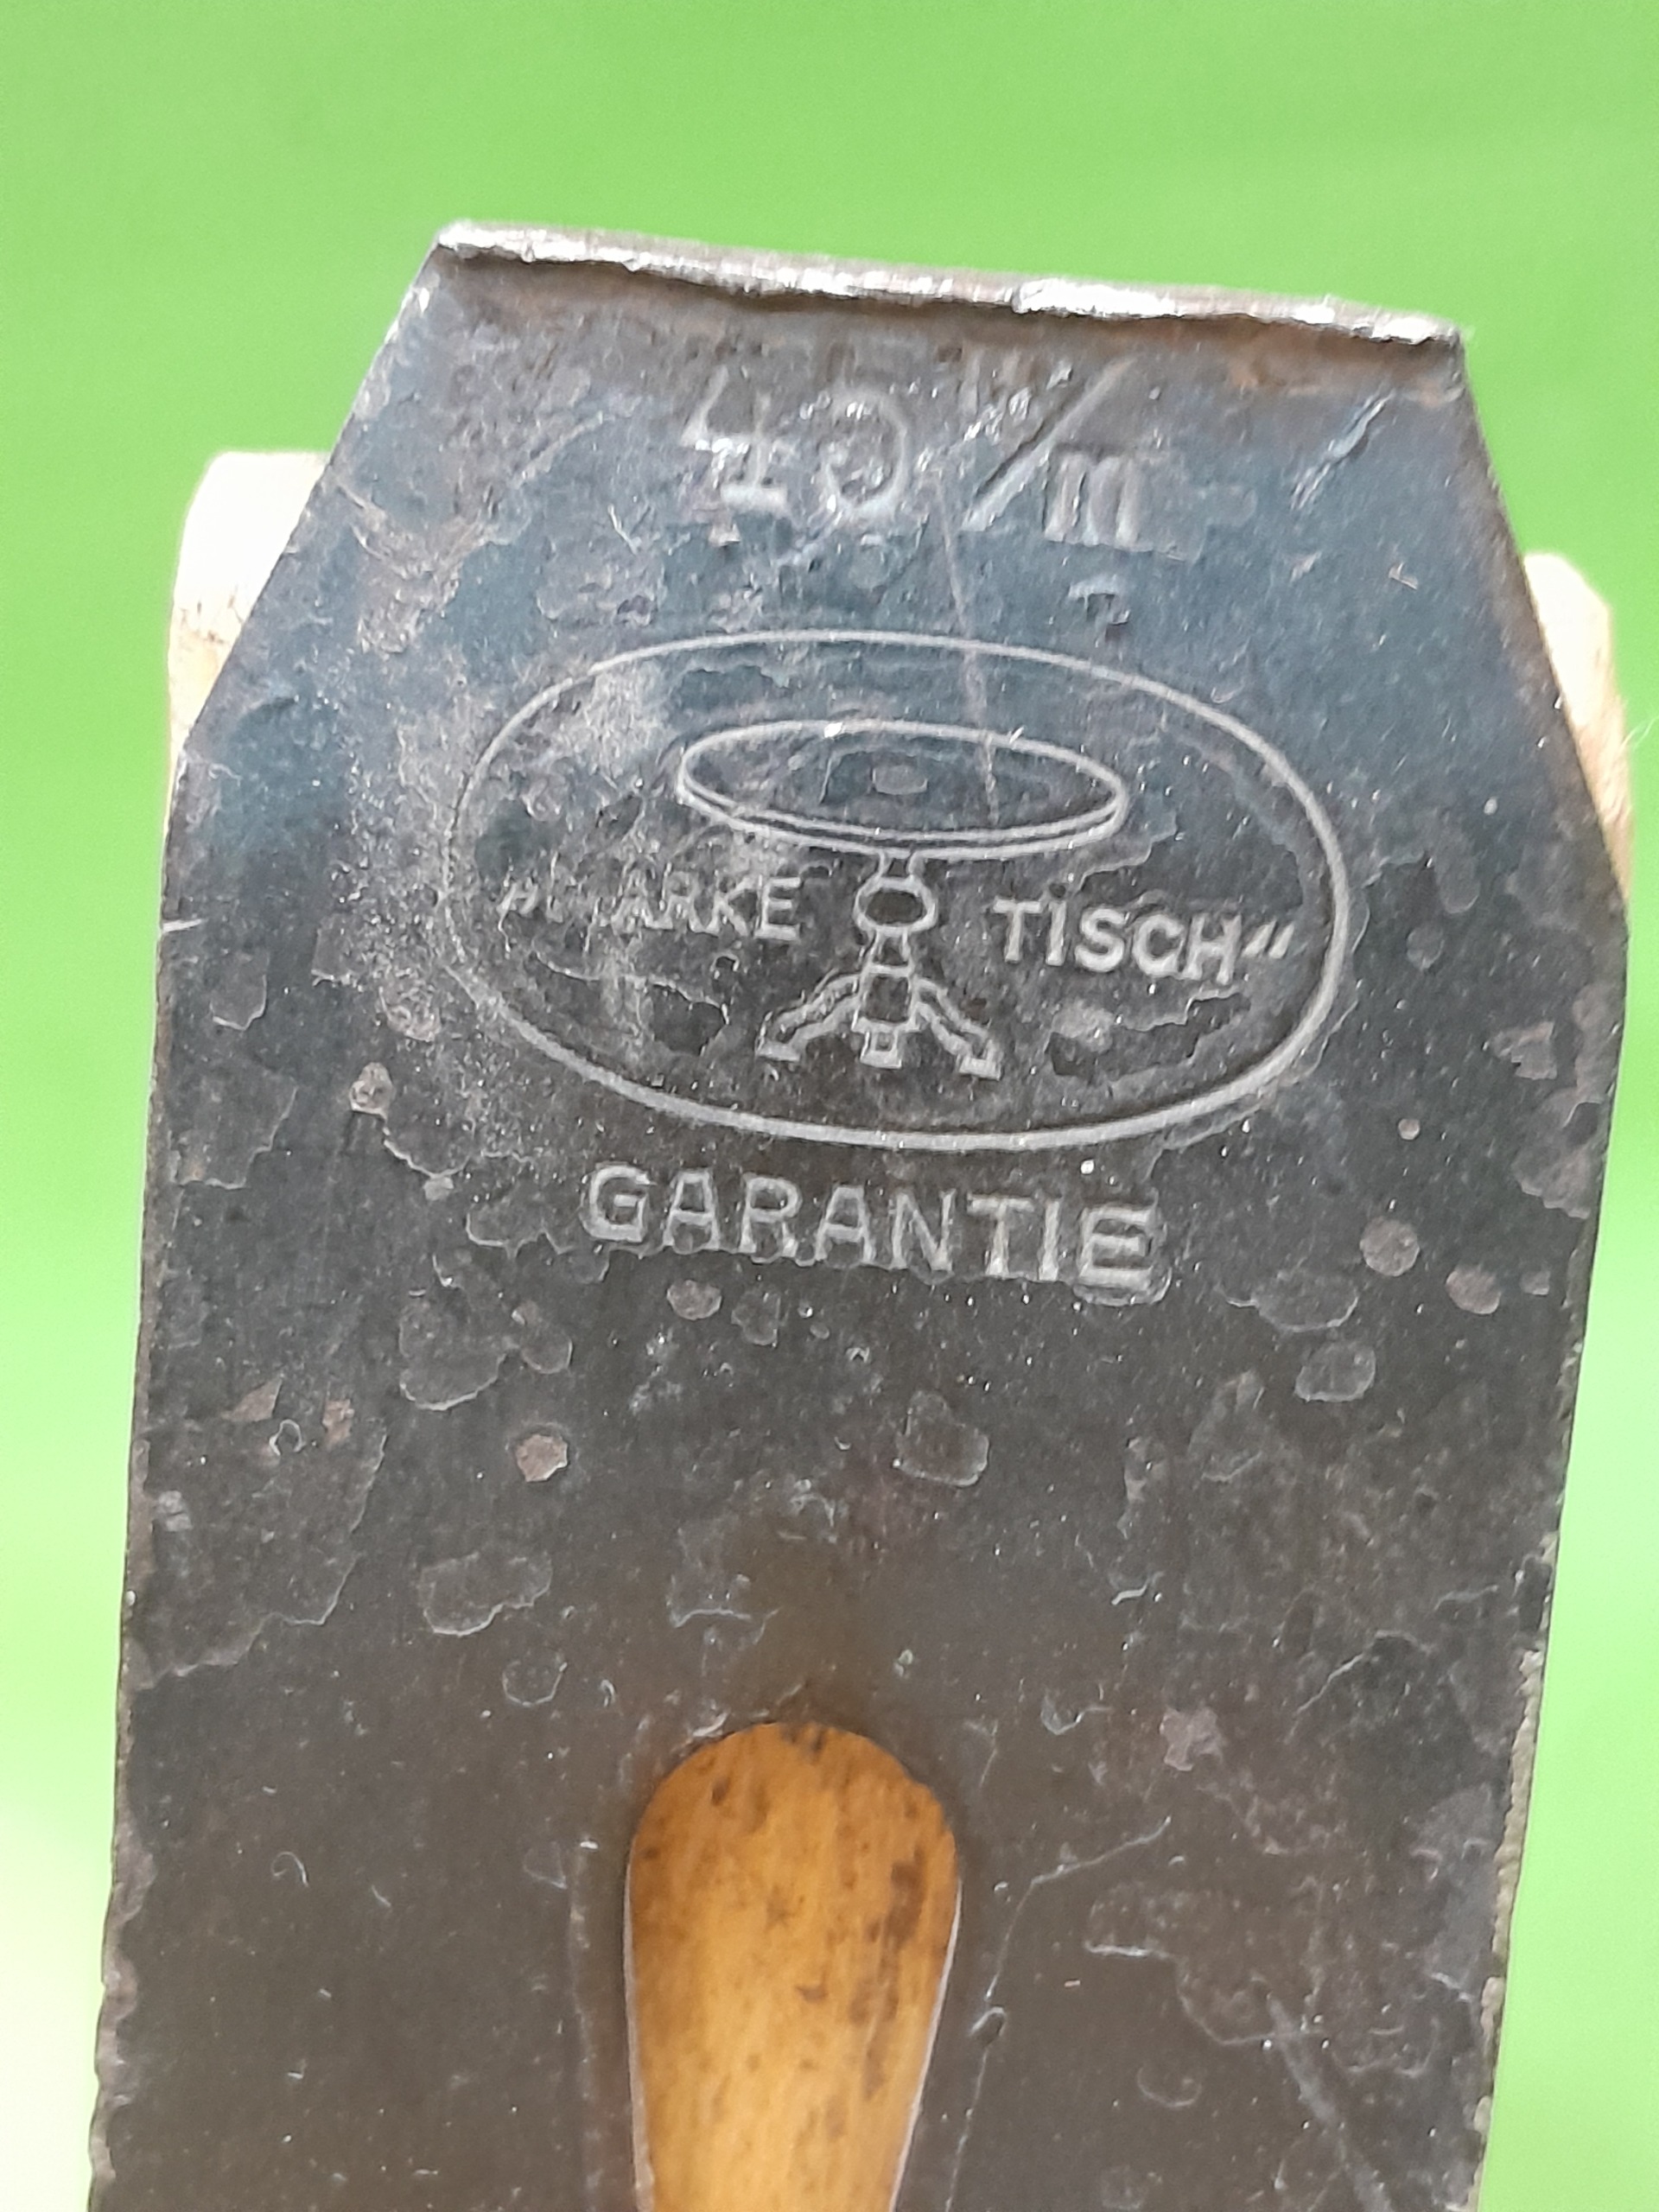 40 m/m
„MARKE TISCH“
GARANTIE